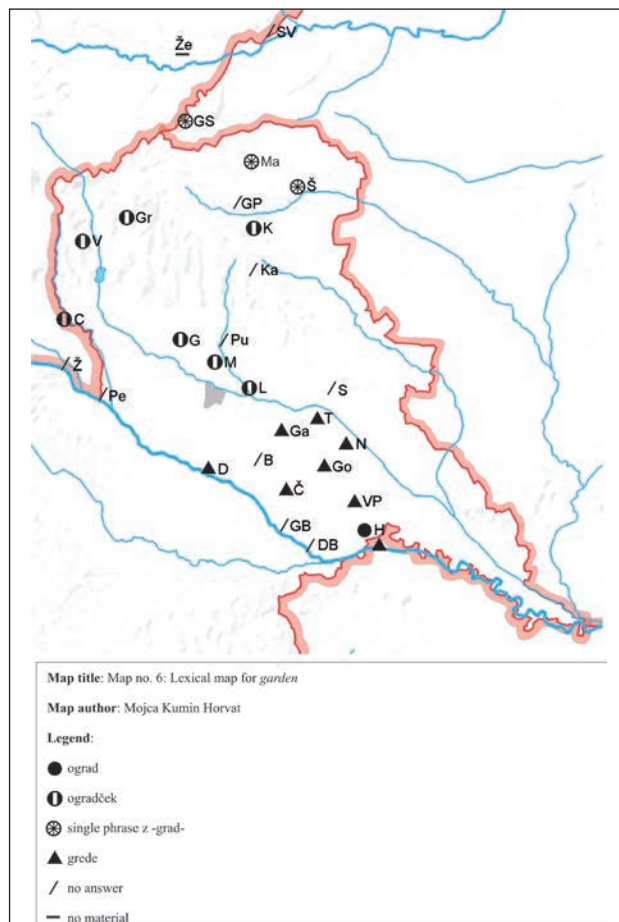 Že
SV
GS
Ma
Š
GP
Gr
K
V
Ka
C
G
Pu
M
Ž
L
S
Pe
T
Ga
N
B
Go
D
Č
VP
GB
H
DB
Map title: Map no. 6: Lexical map for garden
Map author: Mojca Kumin Horvat
Legend:
ograd
ogradček
single phrase z -grad-
grede
/ no answer
– no material